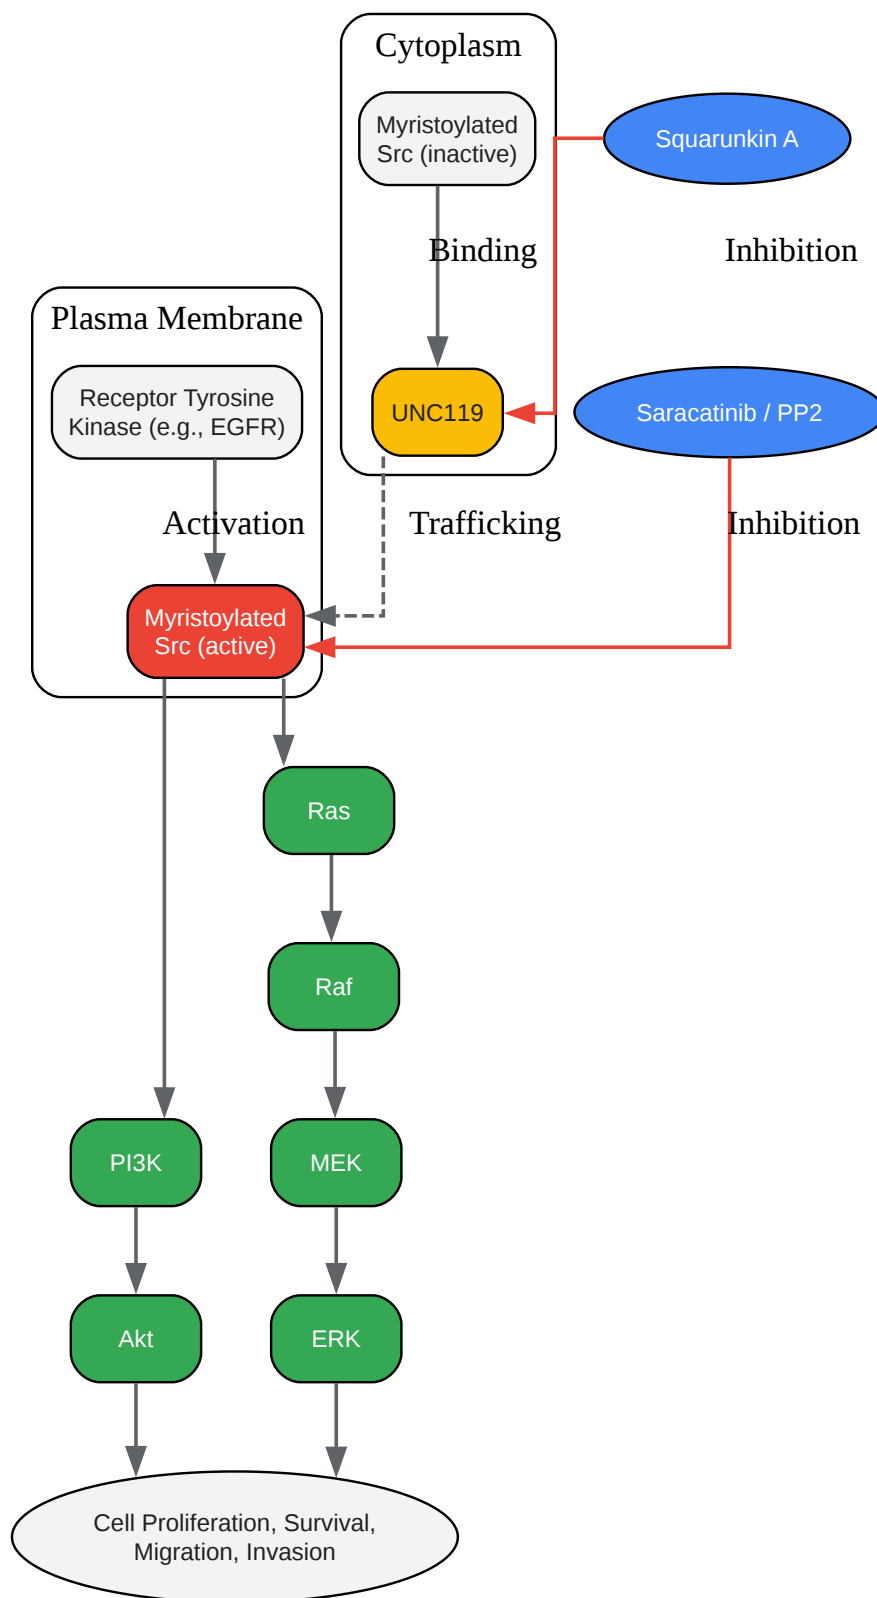 Cytoplasm
Myristoylated
Src (inactive)
Squarunkin A
Binding
Inhibition
Plasma Membrane
Receptor Tyrosine
Kinase (e.g., EGFR)
UNC119
Saracatinib / PP2
Activation
Trafficking
Inhibition
Myristoylated
Src (active)
Ras
Raf
PI3K
MEK
Akt
ERK
Cell Proliferation, Survival,
Migration, Invasion